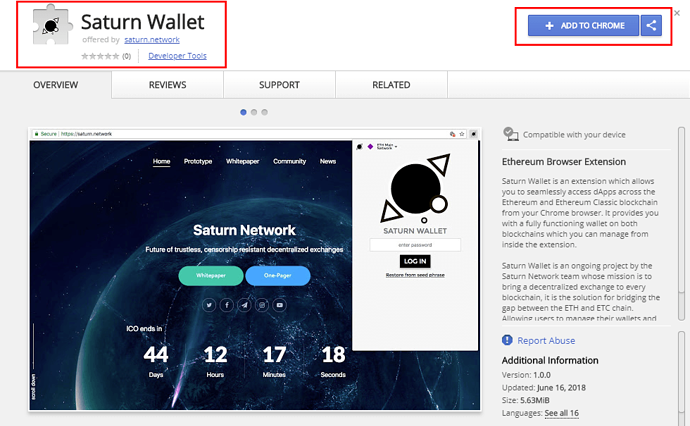 Saturn Wallet
offered by saturn.network
(0) Developer Tools
ADD TO CHROME
OVERVIEW REVIEWS SUPPORT RELATED
Secure https://saturn.network
Home Prototype Whitepaper Community News
Saturn Network
Future of trustless, censorship resistant decentralized exchanges
Whitepaper One-Pager
ICO ends in
44 12 17 18
Days Hours Minutes Seconds
scroll down
ETH Main
Network
SATURN WALLET
enter password
LOG IN
Restore from seed phrase
Compatible with your device
Ethereum Browser Extension
Saturn Wallet is an extension which allows
you to seamlessly access dApps across the
Ethereum and Ethereum Classic blockchain
from your Chrome browser. It provides you
with a fully functioning wallet on both
blockchains which you can manage from
inside the extension.
Saturn Wallet is an ongoing project by the
Saturn Network team whose mission is to
bring a decentralized exchange to every
blockchain, it is the solution for bridging the
gap between the ETH and ETC chain.
Allowing users to manage their wallets and
Report Abuse
Additional Information
Version: 1.0.0
Updated: June 16, 2018
Size: 5.63MiB
Languages: See all 16